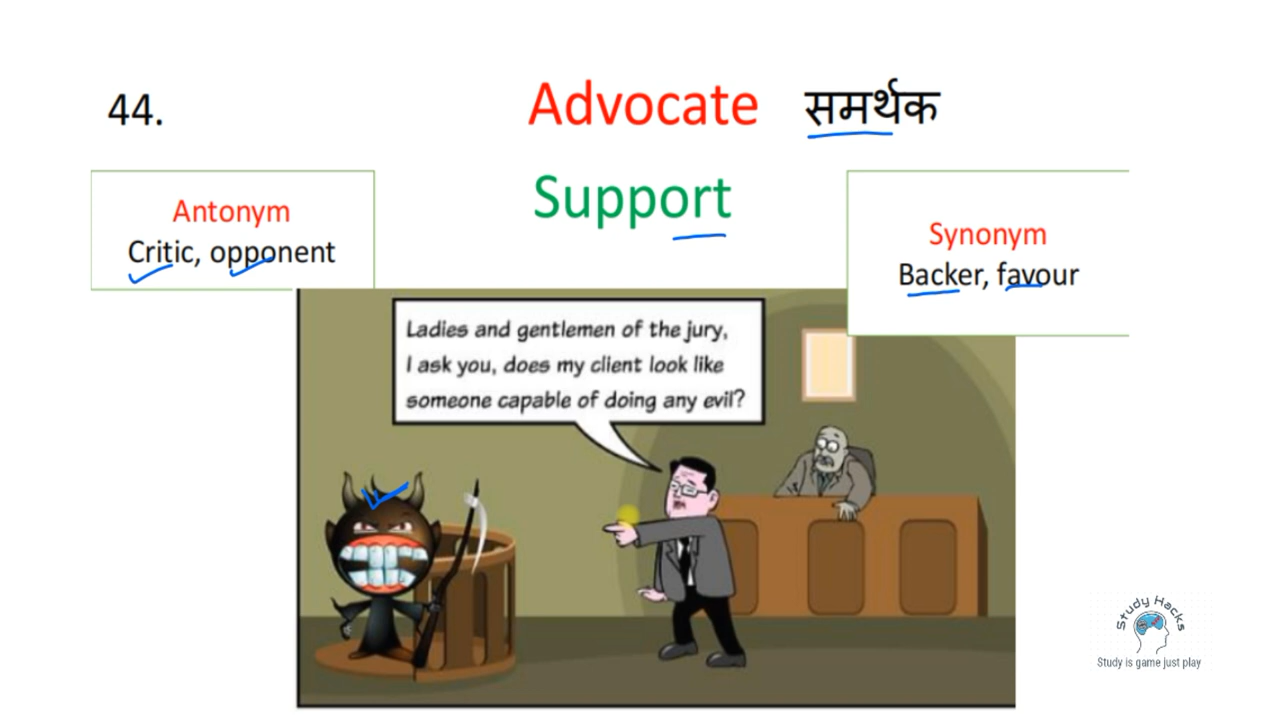 44.
Advocate समर्थक
Support
Antonym
Critic, opponent
Synonym
Backer, favour
Ladies and gentlemen of the jury,
I ask you, does my client look like
someone capable of doing any evil?
Study Hacks
Study is game just play